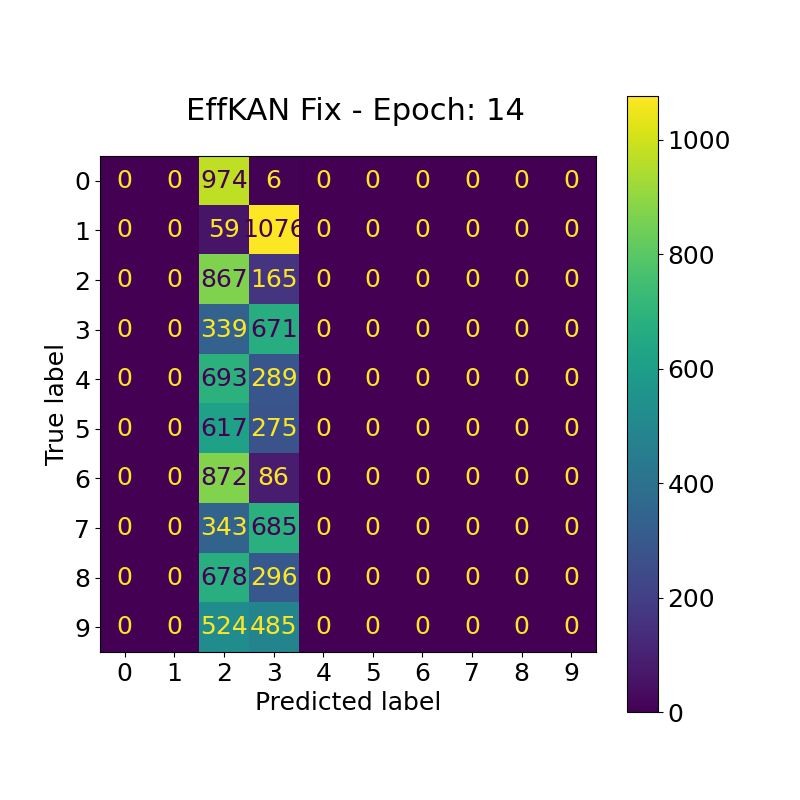 EffKAN Fix - Epoch: 14
0 0 0 974 6 0 0 0 0 0 0
1 0 0 59 1076 0 0 0 0 0 0
2 0 0 867 165 0 0 0 0 0 0
3 0 0 339 671 0 0 0 0 0 0
4 0 0 693 289 0 0 0 0 0 0
5 0 0 617 275 0 0 0 0 0 0
6 0 0 872 86 0 0 0 0 0 0
7 0 0 343 685 0 0 0 0 0 0
8 0 0 678 296 0 0 0 0 0 0
9 0 0 524 485 0 0 0 0 0 0
0 1 2 3 4 5 6 7 8 9
Predicted label
True label
1000
800
600
400
200
0